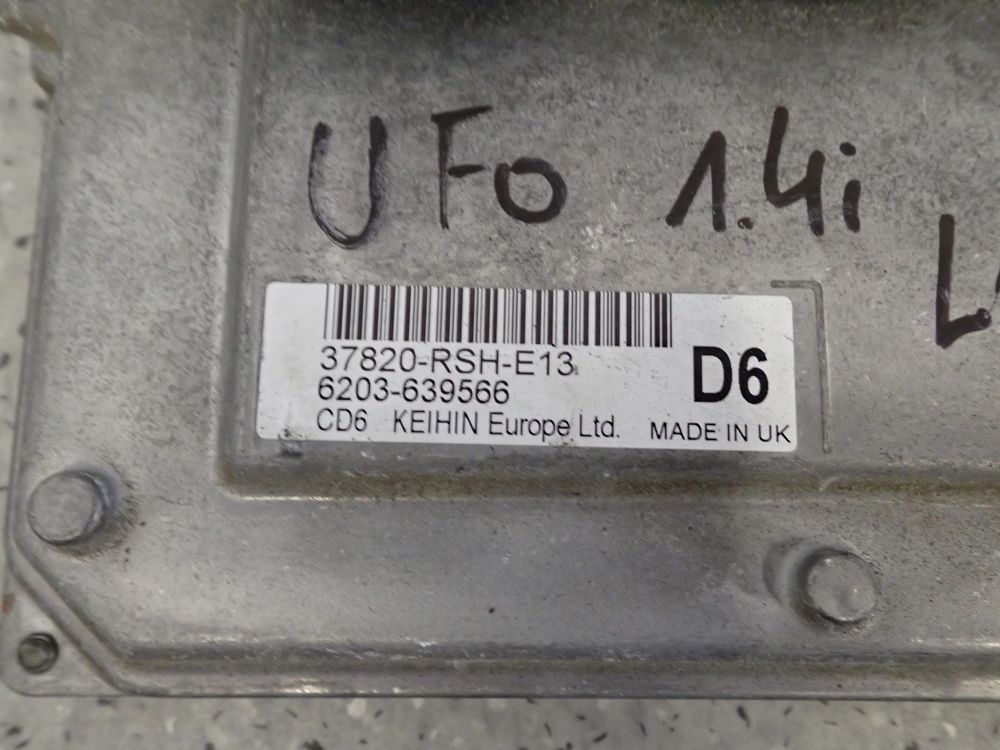 UFO 1.4i
37820-RSH-E13
6203-639566
D6
CD6 KEIHIN Europe Ltd. MADE IN UK